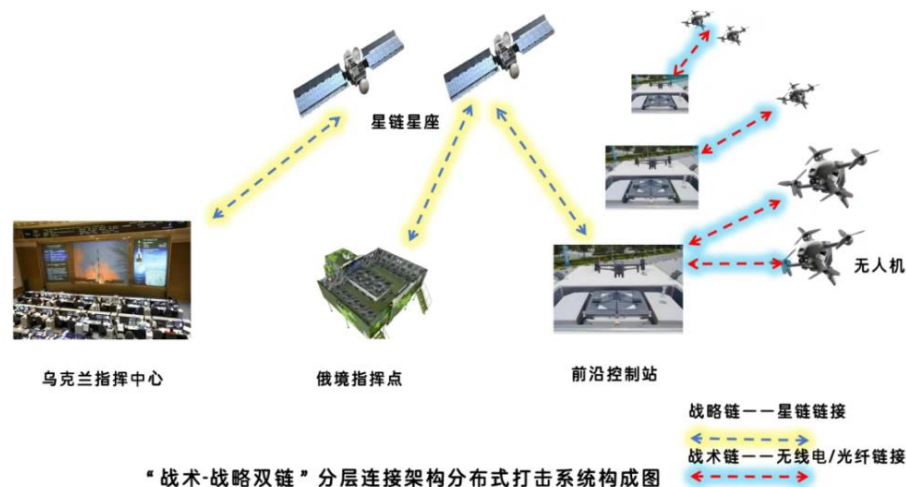 星链星座
无人机
乌克兰指挥中心
俄境指挥点
前沿控制站
战略链——星链链接
战术链——无线电/光纤链接
“战术-战略双链”分层连接架构分布式打击系统构成图